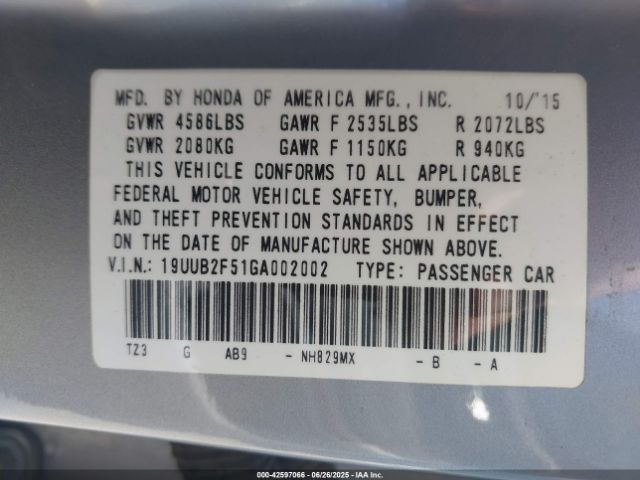 MFD. BY HONDA OF AMERICA MFG., INC. 10/'15
GVWR 4586LBS GAWR F 2535LBS R 2072LBS
GVWR 2080KG GAWR F 1150KG R 940KG
THIS VEHICLE CONFORMS TO ALL APPLICABLE
FEDERAL MOTOR VEHICLE SAFETY, BUMPER,
AND THEFT PREVENTION STANDARDS IN EFFECT
ON THE DATE OF MANUFACTURE SHOWN ABOVE.
V.I.N.: 19UUB2F51GA002002 TYPE: PASSENGER CAR
TZ3 G AB9 - NH829MX - B - A
000-42597066 - 06/26/2025 - IAA Inc.